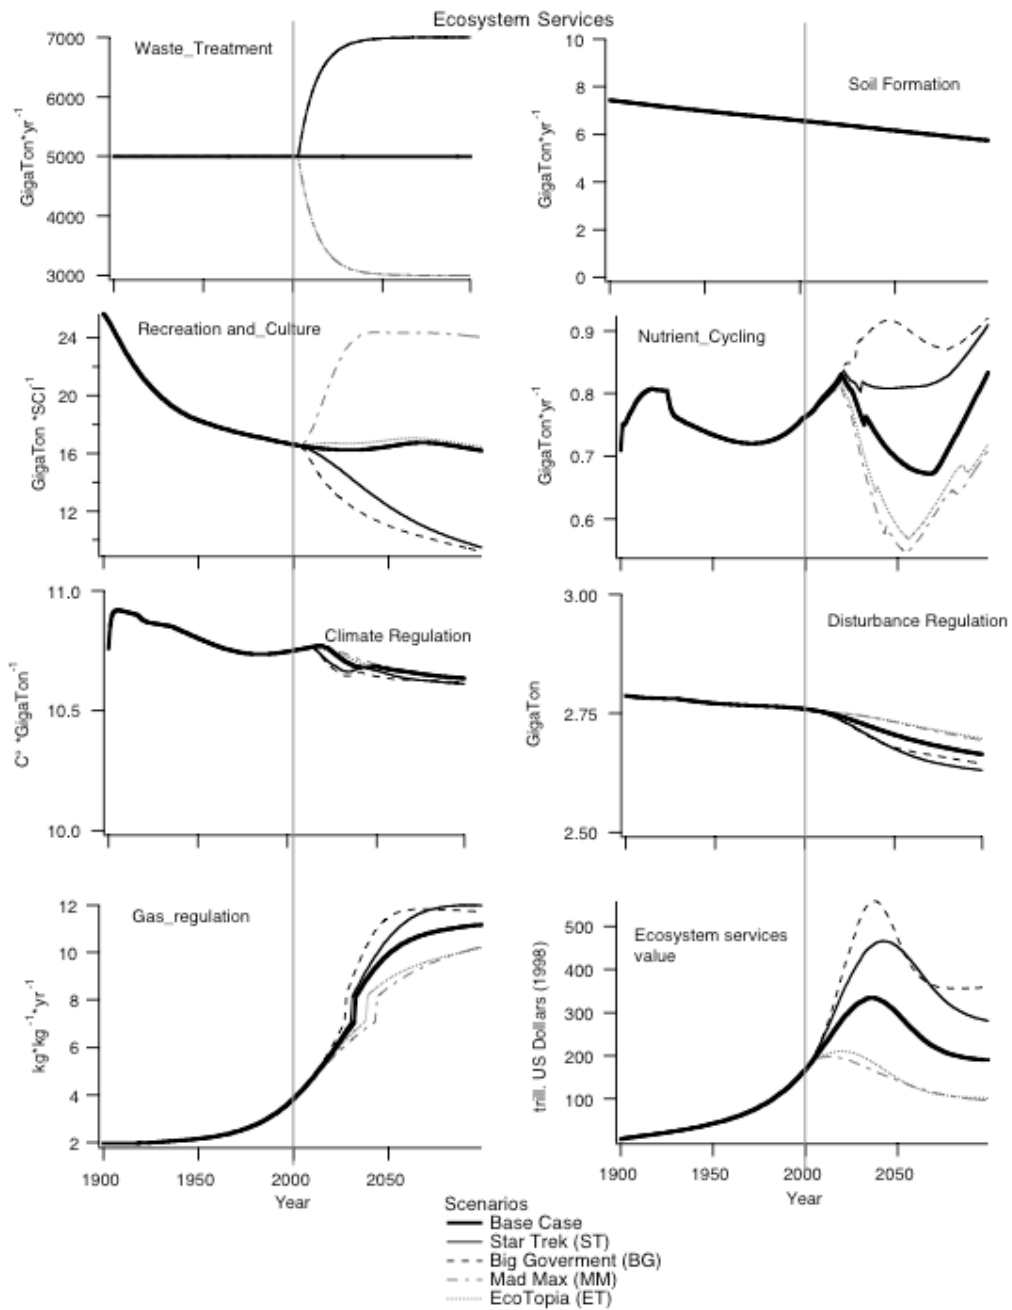 Ecosystem Services
Waste_Treatment
GigaTon*yr-1
7000
6000
5000
4000
3000
Soil Formation
GigaTon*yr-1
10
8
6
4
2
0
Recreation and_Culture
GigaTon *SCI-1
24
20
16
12
Nutrient_Cycling
GigaTon*yr-1
0.9
0.8
0.7
0.6
Climate Regulation
C° *GigaTon-1
11.0
10.5
10.0
Disturbance Regulation
GigaTon
3.00
2.75
2.50
Gas_regulation
kg*kg-1*yr-1
12
10
8
6
4
2
1900 1950 2000 2050
Year
Ecosystem services
value
trill. US Dollars (1998)
500
400
300
200
100
1900 1950 2000 2050
Year
Scenarios
Base Case
Star Trek (ST)
Big Goverment (BG)
Mad Max (MM)
EcoTopia (ET)